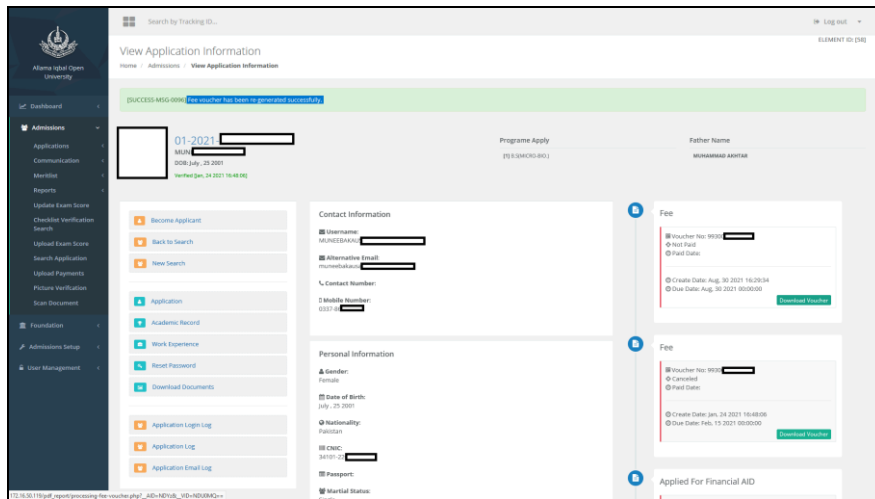 Search by Tracking ID...
Log out
ELEMENT ID: [58]
Allama Iqbal Open
University
View Application Information
Home / Admissions / View Application Information
Dashboard
Admissions
Applications
Communication
Meritlist
Reports
Update Exam Score
Checklist Verification
Search
Upload Exam Score
Search Application
Upload Payments
Picture Verification
Scan Document
Foundation
Admissions Setup
User Management
[SUCCESS-MSG-0096] Fee voucher has been re-generated successfully.
01-2021-
MUN
DOB: July , 25 2001
Verified [Jan, 24 2021 16:48:06]
Programe Apply
Father Name
MUHAMMAD AKHTAR
Become Applicant
Back to Search
New Search
Application
Academic Record
Work Experience
Reset Password
Download Documents
Application Login Log
Application Log
Application Email Log
Contact Information
Username:
MUNEEBAKAUS
Alternative Email:
muneebakausa
Contact Number:
Mobile Number:
Personal Information
Gender:
Female
Date of Birth:
July , 25 2001
Nationality:
Pakistan
CNIC:
34101-22
Passport:
Martial Status:
Fee
Voucher No: 9930
Not Paid
Paid Date:
Create Date: Aug, 30 2021 16:29:34
Due Date: Aug, 30 2021 00:00:00
Download Voucher
Fee
Voucher No: 9930
Canceled
Paid Date:
Create Date: Jan, 24 2021 16:48:06
Due Date: Feb, 15 2021 00:00:00
Download Voucher
Applied For Financial AID